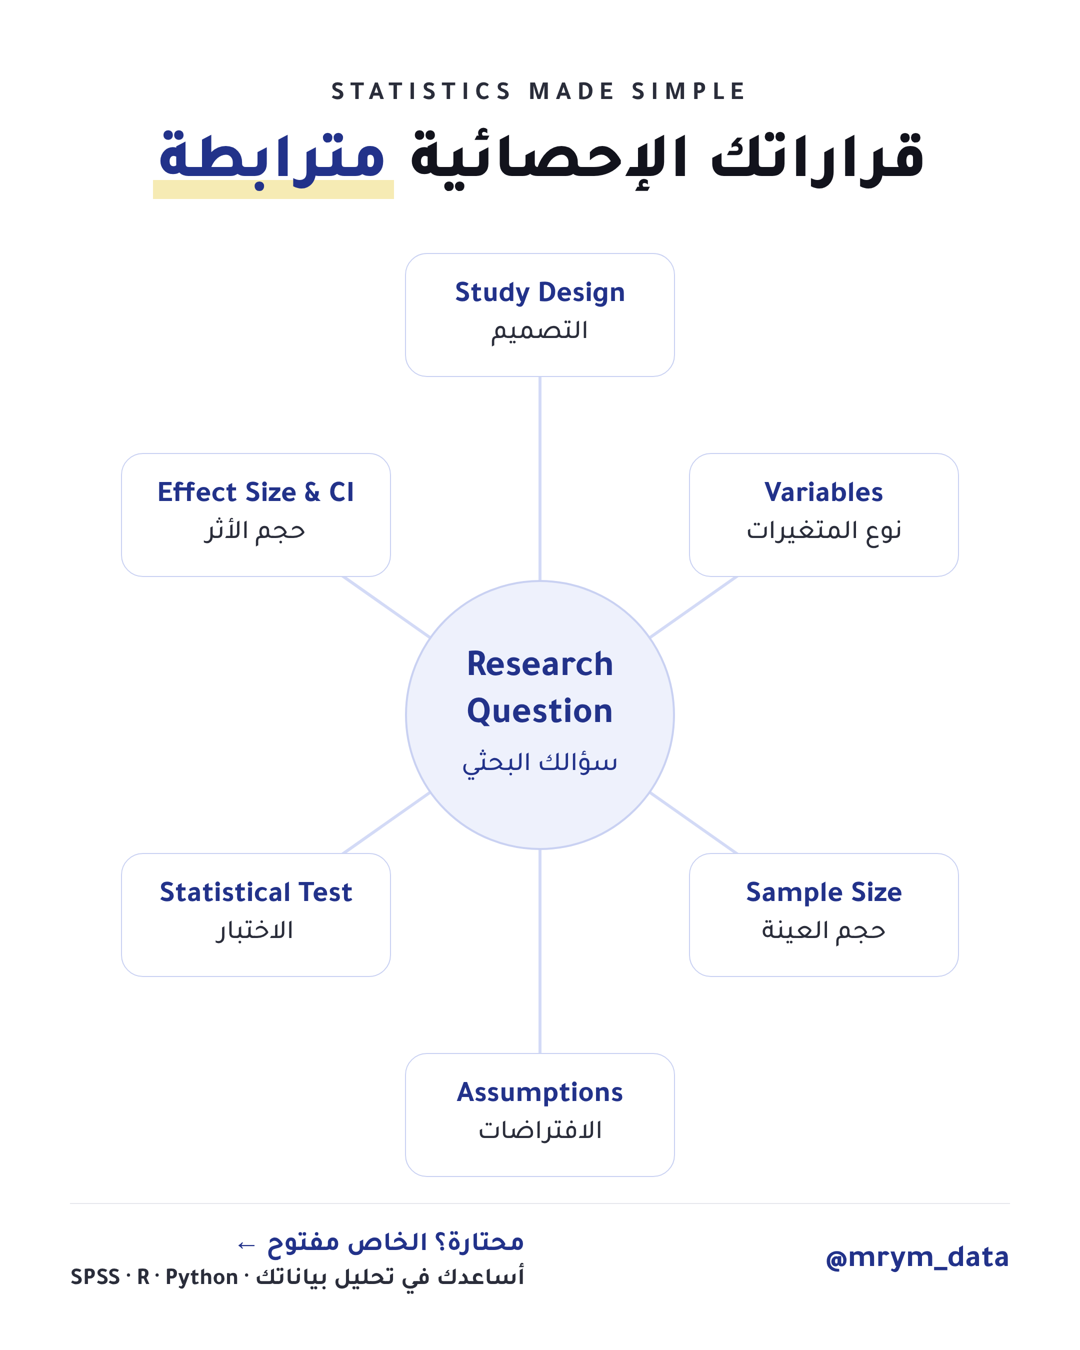 STATISTICS MADE SIMPLE
قراراتك الإحصائية مترابطة
Study Design
التصميم
Effect Size & CI
حجم الأثر
Variables
نوع المتغيرات
Research
Question
سؤالك البحثي
Statistical Test
الاختبار
Sample Size
حجم العينة
Assumptions
الافتراضات
محتارة؟ الخاص مفتوح ←
أساعدك في تحليل بياناتك · SPSS · R · Python
@mrym_data